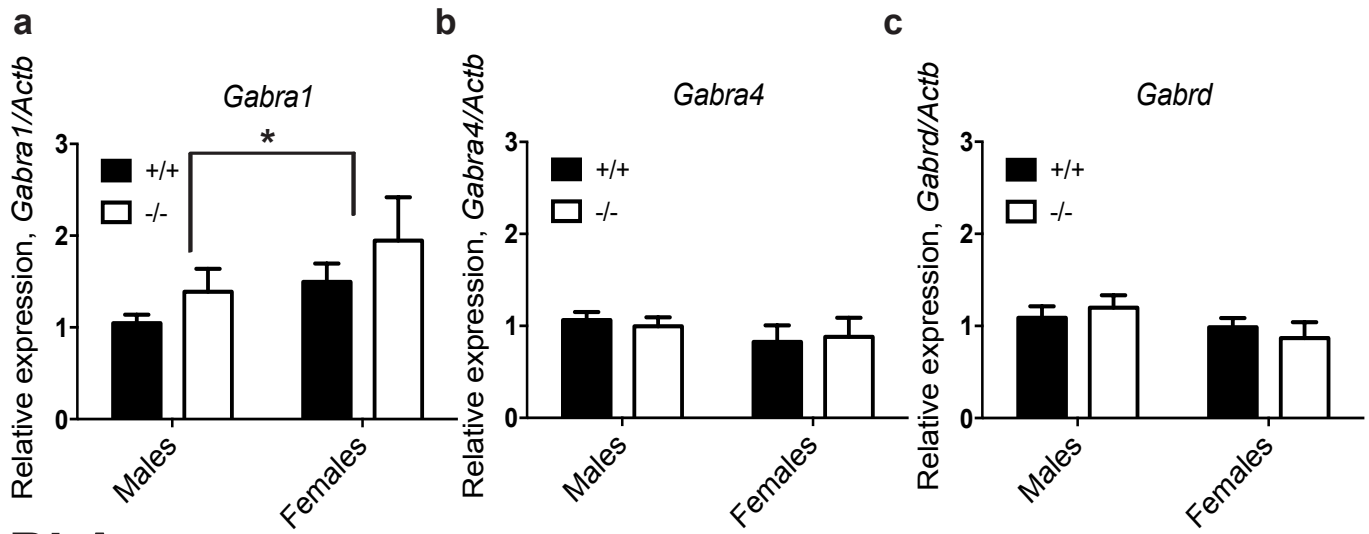 a
Relative expression, Gabra1/Actb
Gabra1
3
2
1
0
*
+/+
-/-
Males
Females
b
Relative expression, Gabra4/Actb
Gabra4
3
2
1
0
+/+
-/-
Males
Females
c
Relative expression, Gabrd/Actb
Gabrd
3
2
1
0
+/+
-/-
Males
Females